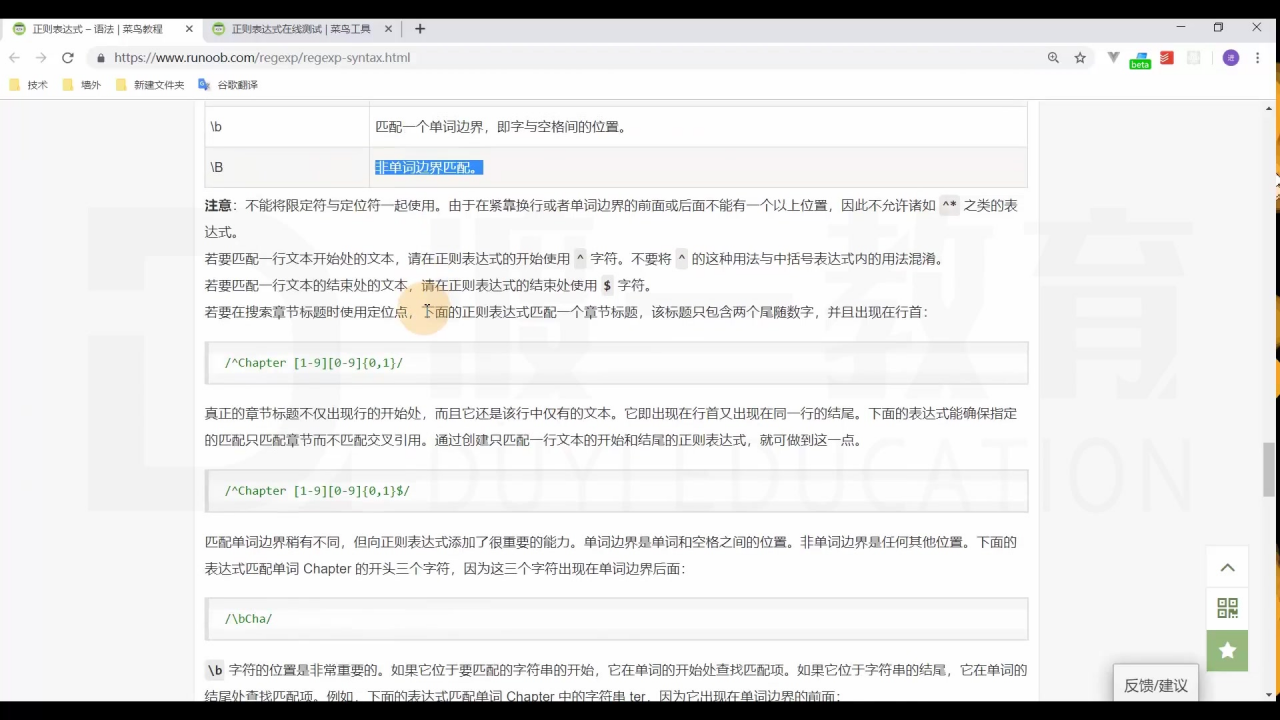 正则表达式 – 语法 | 菜鸟教程
正则表达式在线测试 | 菜鸟工具
https://www.runoob.com/regexp/regexp-syntax.html
beta
进
技术
墙外
新建文件夹
谷歌翻译
\b 匹配一个单词边界，即字与空格间的位置。
\B 非单词边界匹配。
注意：不能将限定符与定位符一起使用。由于在紧靠换行或者单词边界的前面或后面不能有一个以上位置，因此不允许诸如 ^* 之类的表
达式。
若要匹配一行文本开始处的文本，请在正则表达式的开始使用 ^ 字符。不要将 ^ 的这种用法与中括号表达式内的用法混淆。
若要匹配一行文本的结束处的文本，请在正则表达式的结束处使用 $ 字符。
若要在搜索章节标题时使用定位点，下面的正则表达式匹配一个章节标题，该标题只包含两个尾随数字，并且出现在行首：
/^Chapter [1-9][0-9]{0,1}/
真正的章节标题不仅出现行的开始处，而且它还是该行中仅有的文本。它即出现在行首又出现在同一行的结尾。下面的表达式能确保指定
的匹配只匹配章节而不匹配交叉引用。通过创建只匹配一行文本的开始和结尾的正则表达式，就可做到这一点。
/^Chapter [1-9][0-9]{0,1}$/
匹配单词边界稍有不同，但向正则表达式添加了很重要的能力。单词边界是单词和空格之间的位置。非单词边界是任何其他位置。下面的
表达式匹配单词 Chapter 的开头三个字符，因为这三个字符出现在单词边界后面：
/\bCha/
\b 字符的位置是非常重要的。如果它位于要匹配的字符串的开始，它在单词的开始处查找匹配项。如果它位于字符串的结尾，它在单词的
结尾处查找匹配项。例如，下面的表达式匹配单词 Chapter 中的字符串 ter，因为它出现在单词边界的前面：
反馈/建议
渡一教育
DUYI EDUCATION